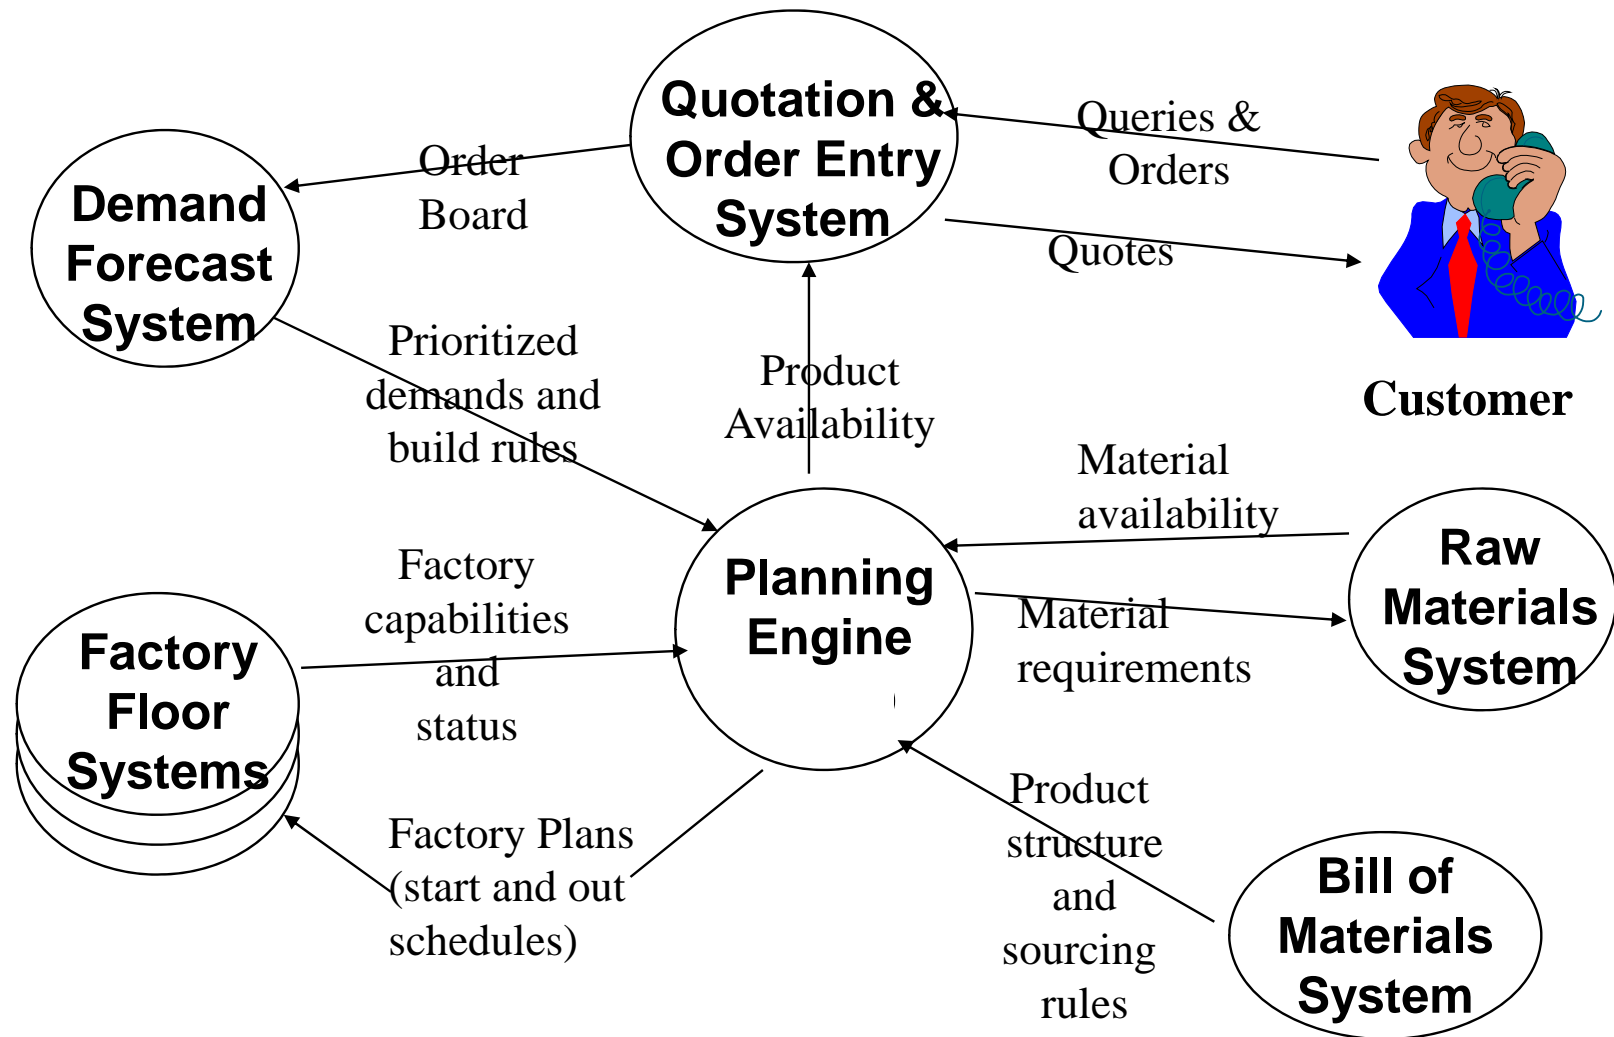 Quotation &
Order Entry
System
Queries &
Orders
Quotes
Customer
Order
Board
Demand
Forecast
System
Prioritized
demands and
build rules
Product
Availability
Material
availability
Raw
Materials
System
Material
requirements
Planning
Engine
Factory
capabilities
and
status
Factory
Floor
Systems
Factory Plans
(start and out
schedules)
Product
structure
and
sourcing
rules
Bill of
Materials
System